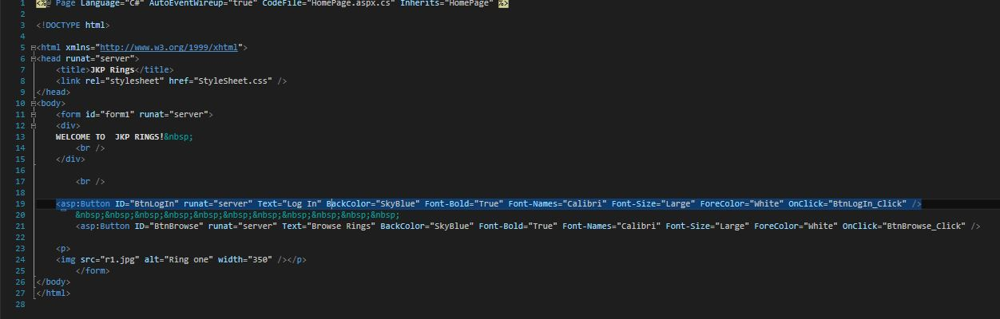 1 <%@ Page Language="C#" AutoEventWireup="true" CodeFile="HomePage.aspx.cs" Inherits="HomePage" %>
2
3 <!DOCTYPE html>
4
5 <html xmlns="http://www.w3.org/1999/xhtml">
6 <head runat="server">
7 <title>JKP Rings</title>
8 <link rel="stylesheet" href="StyleSheet.css" />
9 </head>
10 <body>
11 <form id="form1" runat="server">
12 <div>
13 WELCOME TO  JKP RINGS!&nbsp;
14 <br />
15 </div>
16
17 <br />
18
19 <asp:Button ID="BtnLogIn" runat="server" Text="Log In" BackColor="SkyBlue" Font-Bold="True" Font-Names="Calibri" Font-Size="Large" ForeColor="White" OnClick="BtnLogIn_Click" />
20 &nbsp;&nbsp;&nbsp;&nbsp;&nbsp;&nbsp;&nbsp;&nbsp;&nbsp;&nbsp;&nbsp;
21 <asp:Button ID="BtnBrowse" runat="server" Text="Browse Rings" BackColor="SkyBlue" Font-Bold="True" Font-Names="Calibri" Font-Size="Large" ForeColor="White" OnClick="BtnBrowse_Click" />
22
23 <p>
24 <img src="r1.jpg" alt="Ring one" width="350" /></p>
25 </form>
26 </body>
27 </html>
28